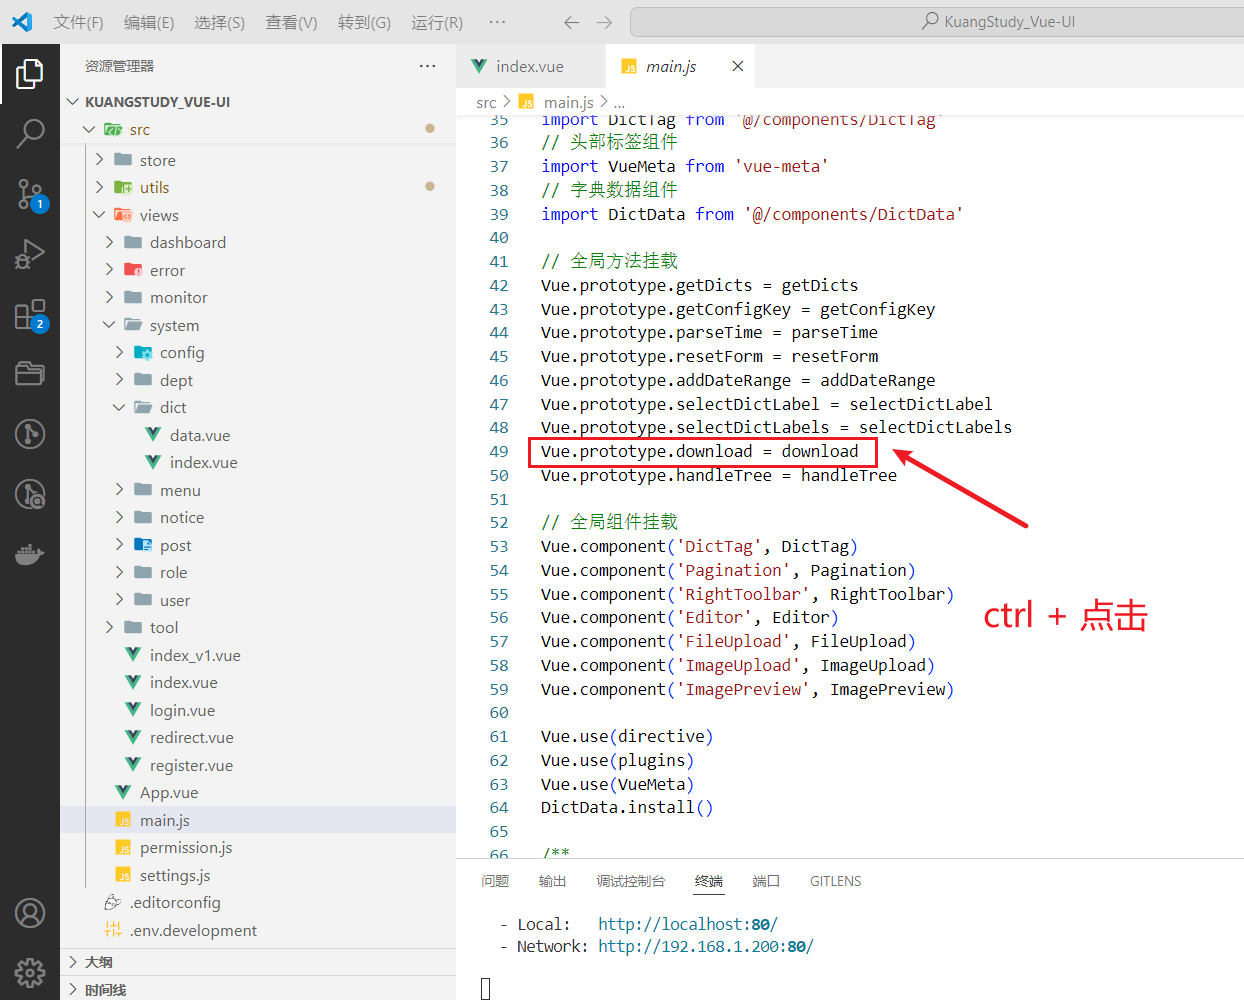 文件(F) 编辑(E) 选择(S) 查看(V) 转到(G) 运行(R) ··· KuangStudy_Vue-UI
资源管理器 ···
KUANGSTUDY_VUE-UI
src
store
utils
views
dashboard
error
monitor
system
config
dept
dict
data.vue
index.vue
menu
notice
post
role
user
tool
index_v1.vue
index.vue
login.vue
redirect.vue
register.vue
App.vue
main.js
permission.js
settings.js
.editorconfig
.env.development
大纲
时间线
1
2
index.vue JS main.js
src > JS main.js > ...
35 import DictTag from '@/components/DictTag'
36 // 头部标签组件
37 import VueMeta from 'vue-meta'
38 // 字典数据组件
39 import DictData from '@/components/DictData'
40
41 // 全局方法挂载
42 Vue.prototype.getDicts = getDicts
43 Vue.prototype.getConfigKey = getConfigKey
44 Vue.prototype.parseTime = parseTime
45 Vue.prototype.resetForm = resetForm
46 Vue.prototype.addDateRange = addDateRange
47 Vue.prototype.selectDictLabel = selectDictLabel
48 Vue.prototype.selectDictLabels = selectDictLabels
49 Vue.prototype.download = download
50 Vue.prototype.handleTree = handleTree
51
52 // 全局组件挂载
53 Vue.component('DictTag', DictTag)
54 Vue.component('Pagination', Pagination)
55 Vue.component('RightToolbar', RightToolbar)
56 Vue.component('Editor', Editor)
57 Vue.component('FileUpload', FileUpload)
58 Vue.component('ImageUpload', ImageUpload)
59 Vue.component('ImagePreview', ImagePreview)
60
61 Vue.use(directive)
62 Vue.use(plugins)
63 Vue.use(VueMeta)
64 DictData.install()
65
66 /**
ctrl + 点击
问题 输出 调试控制台 终端 端口 GITLENS
- Local: http://localhost:80/
- Network: http://192.168.1.200:80/